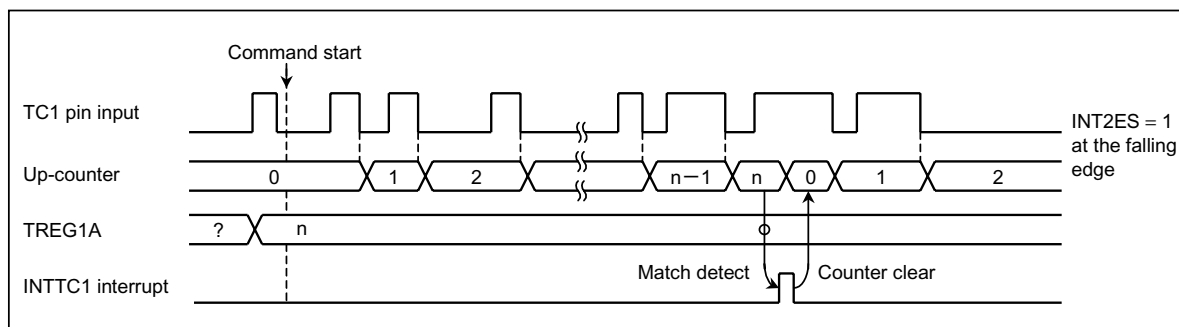 Command start
TC1 pin input
INT2ES = 1
at the falling
edge
Up-counter
0 1 2 n−1 n 0 1 2
TREG1A
? n
Match detect Counter clear
INTTC1 interrupt